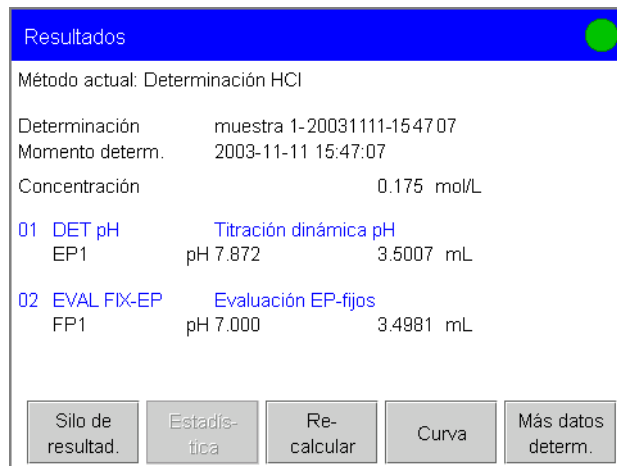 Resultados
Método actual: Determinación HCl
Determinación muestra 1-20031111-154707
Momento determ. 2003-11-11 15:47:07
Concentración 0.175 mol/L
01 DET pH Titración dinámica pH
EP1 pH 7.872 3.5007 mL
02 EVAL FIX-EP Evaluación EP-fijos
FP1 pH 7.000 3.4981 mL
Silo de
resultad.
Estadís-
tica
Re-
calcular
Curva
Más datos
determ.